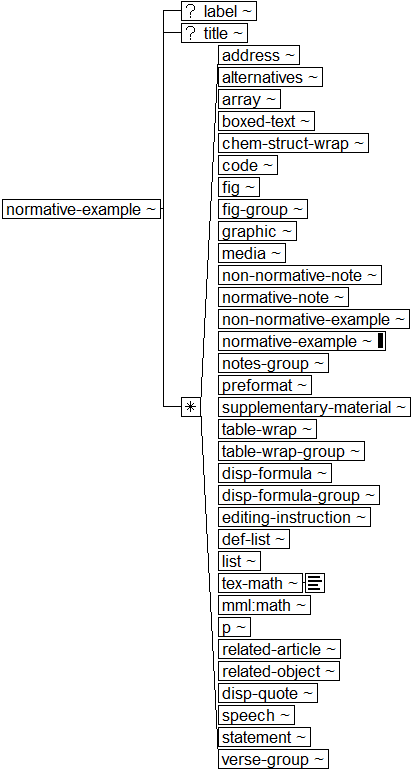 ? label ~
? title ~
address ~
alternatives ~
array ~
boxed-text ~
chem-struct-wrap ~
code ~
fig ~
normative-example ~
fig-group ~
graphic ~
media ~
non-normative-note ~
normative-note ~
non-normative-example ~
normative-example ~
notes-group ~
preformat ~
* supplementary-material ~
table-wrap ~
table-wrap-group ~
disp-formula ~
disp-formula-group ~
editing-instruction ~
def-list ~
list ~
tex-math ~
mml:math ~
p ~
related-article ~
related-object ~
disp-quote ~
speech ~
statement ~
verse-group ~